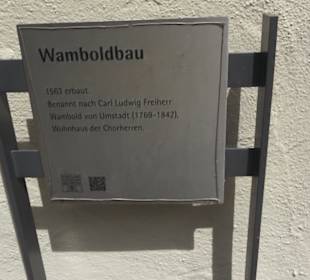 Wamboldbau
1563 erbaut.
Benannt nach Carl Ludwig Freiherr
Wambold von Umstadt (1769-1842).
Wohnhaus der Chorherren.